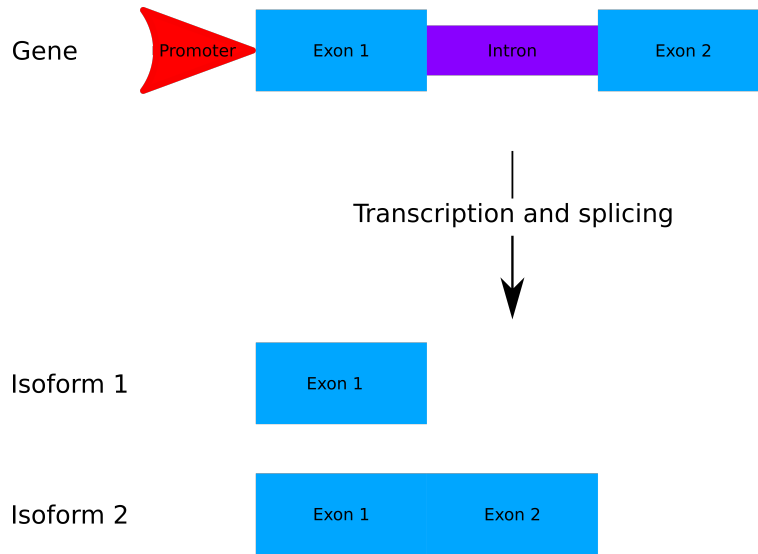 Gene
Promoter
Exon 1
Intron
Exon 2
Transcription and splicing
Isoform 1
Exon 1
Isoform 2
Exon 1
Exon 2